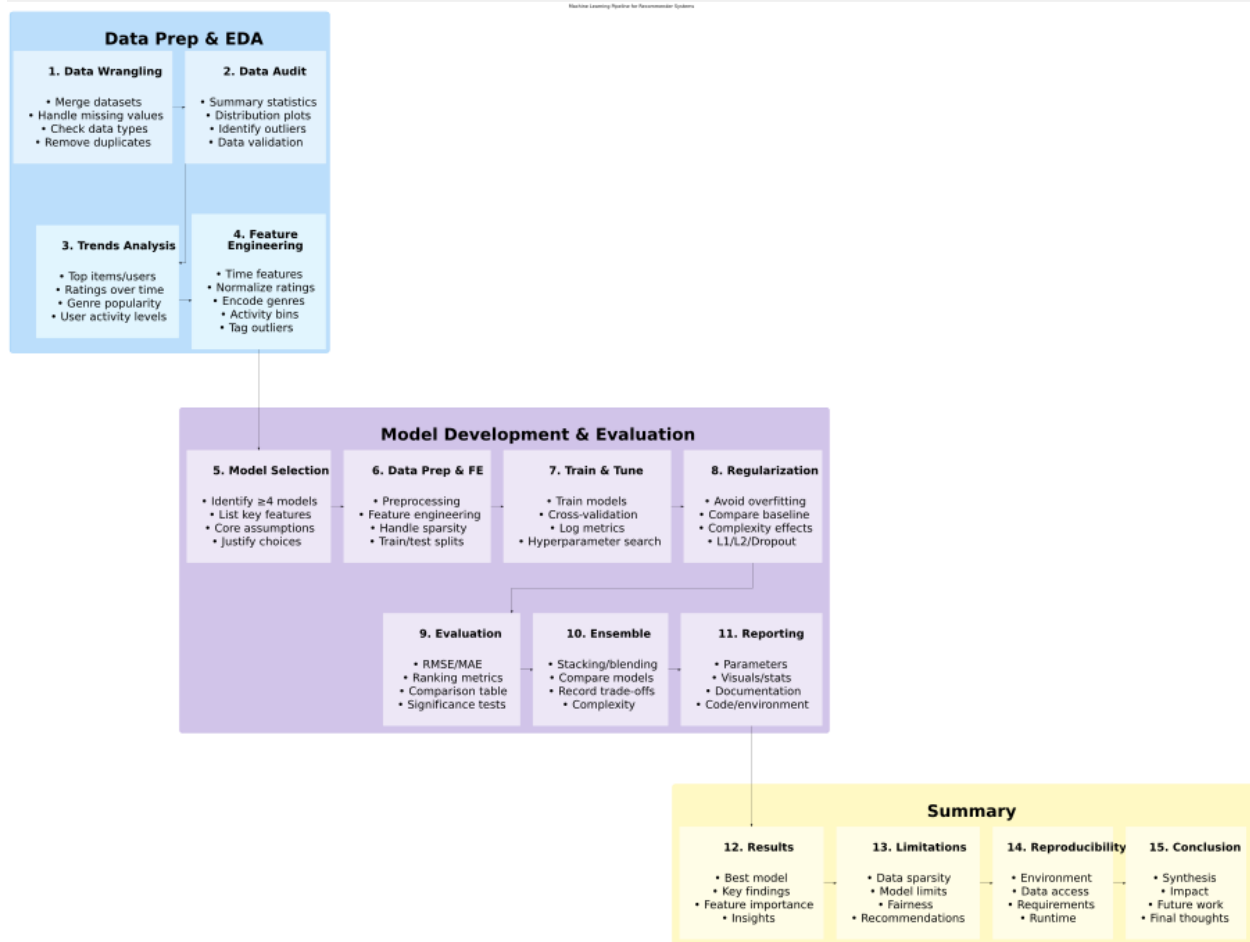 Machine Learning Pipeline for Recommender Systems
Data Prep & EDA
1. Data Wrangling
• Merge datasets
• Handle missing values
• Check data types
• Remove duplicates
2. Data Audit
• Summary statistics
• Distribution plots
• Identify outliers
• Data validation
3. Trends Analysis
• Top items/users
• Ratings over time
• Genre popularity
• User activity levels
4. Feature
Engineering
• Time features
• Normalize ratings
• Encode genres
• Activity bins
• Tag outliers
Model Development & Evaluation
5. Model Selection
• Identify ≥4 models
• List key features
• Core assumptions
• Justify choices
6. Data Prep & FE
• Preprocessing
• Feature engineering
• Handle sparsity
• Train/test splits
7. Train & Tune
• Train models
• Cross-validation
• Log metrics
• Hyperparameter search
8. Regularization
• Avoid overfitting
• Compare baseline
• Complexity effects
• L1/L2/Dropout
9. Evaluation
• RMSE/MAE
• Ranking metrics
• Comparison table
• Significance tests
10. Ensemble
• Stacking/blending
• Compare models
• Record trade-offs
• Complexity
11. Reporting
• Parameters
• Visuals/stats
• Documentation
• Code/environment
Summary
12. Results
• Best model
• Key findings
• Feature importance
• Insights
13. Limitations
• Data sparsity
• Model limits
• Fairness
• Recommendations
14. Reproducibility
• Environment
• Data access
• Requirements
• Runtime
15. Conclusion
• Synthesis
• Impact
• Future work
• Final thoughts